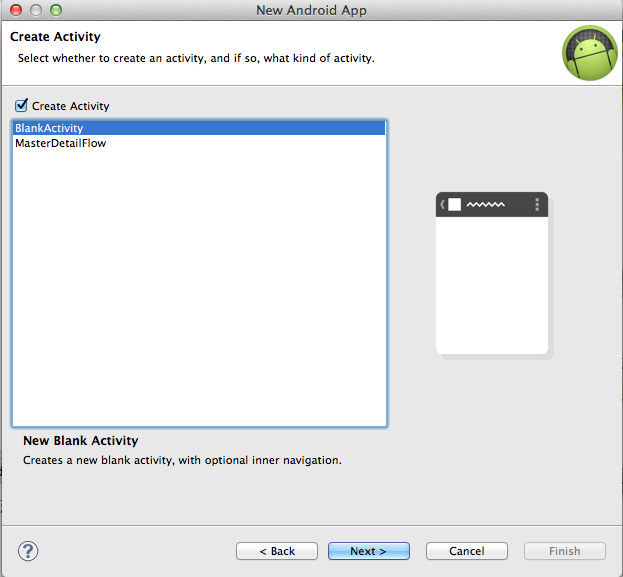 New Android App
Create Activity
Select whether to create an activity, and if so, what kind of activity.
Create Activity
BlankActivity
MasterDetailFlow
New Blank Activity
Creates a new blank activity, with optional inner navigation.
? < Back Next > Cancel Finish